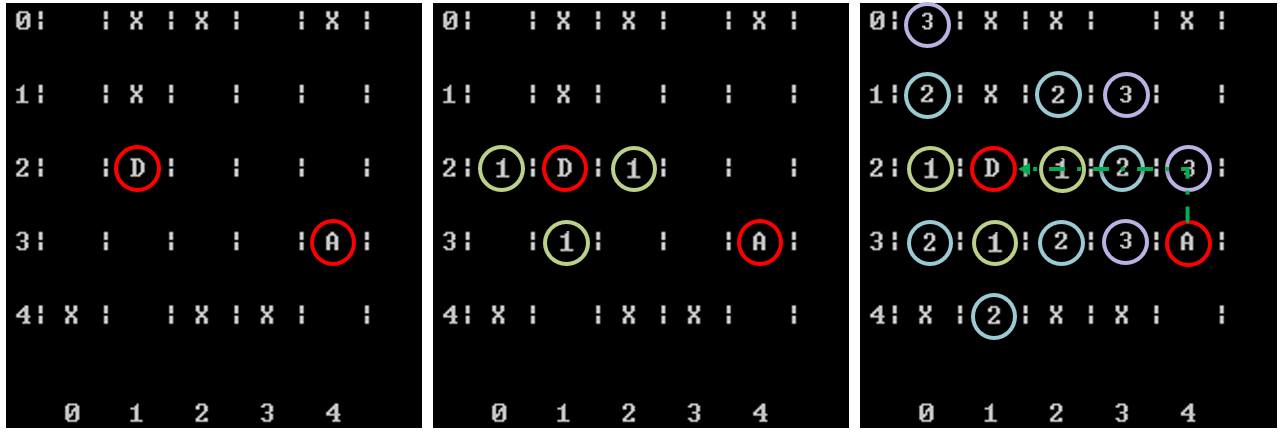 0¦   ¦ X ¦ X ¦   ¦ X ¦
1¦   ¦ X ¦   ¦   ¦   ¦
2¦   ¦ D ¦   ¦   ¦   ¦
3¦   ¦   ¦   ¦   ¦ A ¦
4¦ X ¦   ¦ X ¦ X ¦   ¦
0 1 2 3 4
0¦   ¦ X ¦ X ¦   ¦ X ¦
1¦   ¦ X ¦   ¦   ¦   ¦
2¦ 1 ¦ D ¦ 1 ¦   ¦   ¦
3¦   ¦ 1 ¦   ¦   ¦ A ¦
4¦ X ¦   ¦ X ¦ X ¦   ¦
0 1 2 3 4
0¦ 3 ¦ X ¦ X ¦   ¦ X ¦
1¦ 2 ¦ X ¦ 2 ¦ 3 ¦   ¦
2¦ 1 ¦ D ¦ 1 ¦ 2 ¦ 3 ¦
3¦ 2 ¦ 1 ¦ 2 ¦ 3 ¦ A ¦
4¦ X ¦ 2 ¦ X ¦ X ¦   ¦
0 1 2 3 4